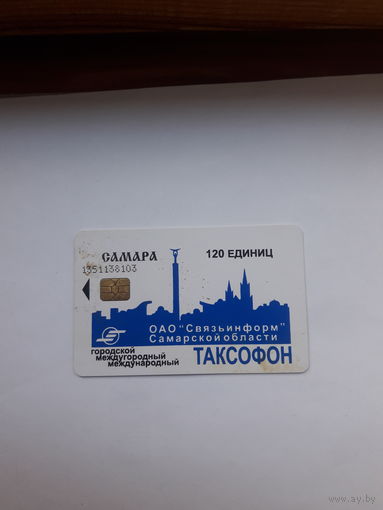 САМАРА
120 ЕДИНИЦ
1351138103
ОАО "Связьинформ"
Самарской области
городской
междугородный
международный
ТАКСОФОН
www.ay.by